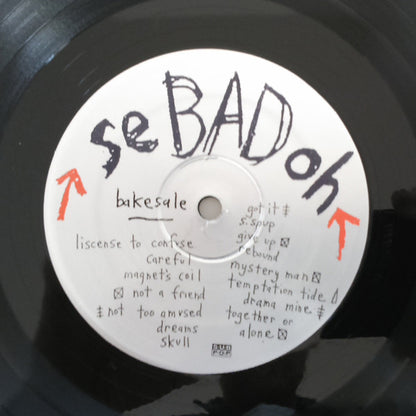 seBADoh
bakesale
liscense to confuse
careful
magnet's coil
☒ not a friend
‡ not too amused
dreams
skull
got it ‡
s. soup
give up ☒
rebound
mystery man ☒
temptation tide △
drama mine ‡
together or
alone ☒
SUB
POP